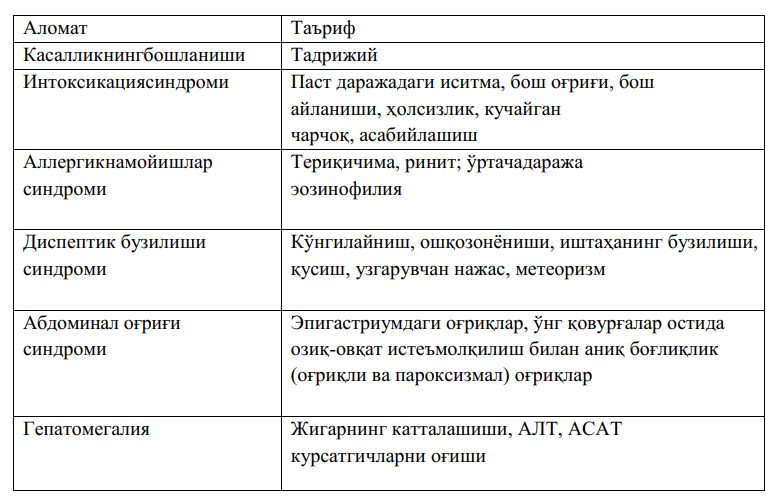 Аломат Таъриф
Касалликнингбошланиши Тадрижий
Интоксикациясиндроми Паст даражадаги иситма, бош оғриғи, бош
айланиши, ҳолсизлик, кучайган
чарчоқ, асабийлашиш
Аллергикнамойишлар Териқичима, ринит; ўртачадаража
синдроми эозинофилия
Диспептик бузилиши Кўнгилайниш, ошқозонёниши, иштаҳанинг бузилиши,
синдроми қусиш, узгарувчан нажас, метеоризм
Абдоминал оғриғи Эпигастриумдаги оғриқлар, ўнг қовурғалар остида
синдроми озиқ-овқат истеъмолқилиш билан аниқ боғлиқлик
(оғриқли ва пароксизмал) оғриқлар
Гепатомегалия Жигарнинг катталашиши, АЛТ, АСАТ
курсатгичларни оғиши